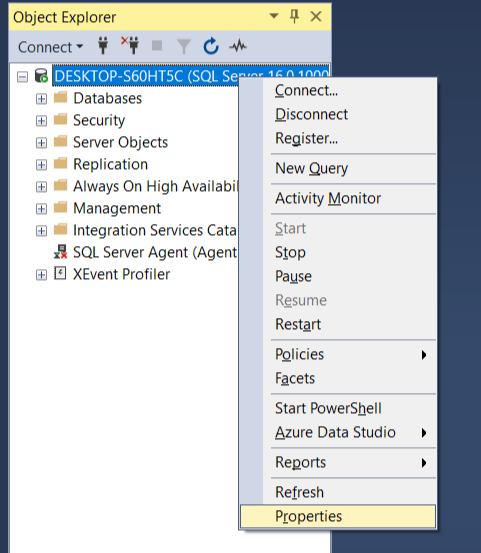 Object Explorer
Connect
DESKTOP-S60HT5C (SQL Server 16.0.1000
Databases
Security
Server Objects
Replication
Always On High Availabil
Management
Integration Services Cata
SQL Server Agent (Agent
XEvent Profiler
Connect...
Disconnect
Register...
New Query
Activity Monitor
Start
Stop
Pause
Resume
Restart
Policies
Facets
Start PowerShell
Azure Data Studio
Reports
Refresh
Properties